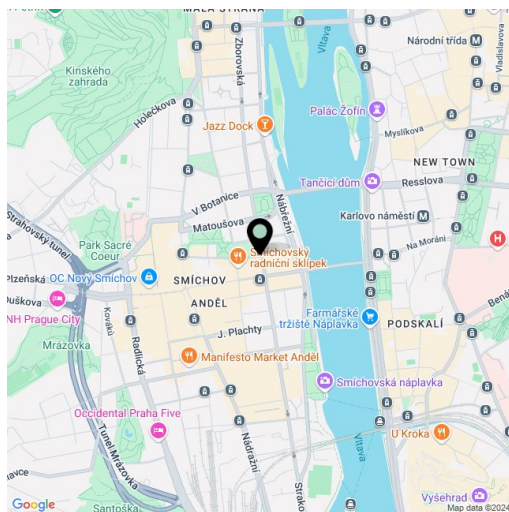 MALÁ STRANA
Kinského
zahrada
Zborovská
Vltava
Národní třída M
Vladislavova
Holečkova
Jazz Dock
Palác Žofín
Myslíkova
NEW TOWN
Tančící dům
Resslova
V Botanice
Nábřežní
Matoušova
Karlovo náměstí M
Strahovský tunel
Park Sacré
Coeur
Na Moráni
H
Smíchovský
radniční sklípek
Plzeňská
OC Nový Smíchov
SMÍCHOV
ANDĚL
NH Prague City
Kováků
Radlická
Farmářské
tržiště Náplavka
PODSKALÍ
J. Plachty
Mrázovka
Manifesto Market Anděl
Smíchovská náplavka
Occidental Praha Five
U Kroka
Tunel Mrázovka
Nádražní
Vltava
Strako
Santoška
Vyšehrad
Google
Map data ©2024